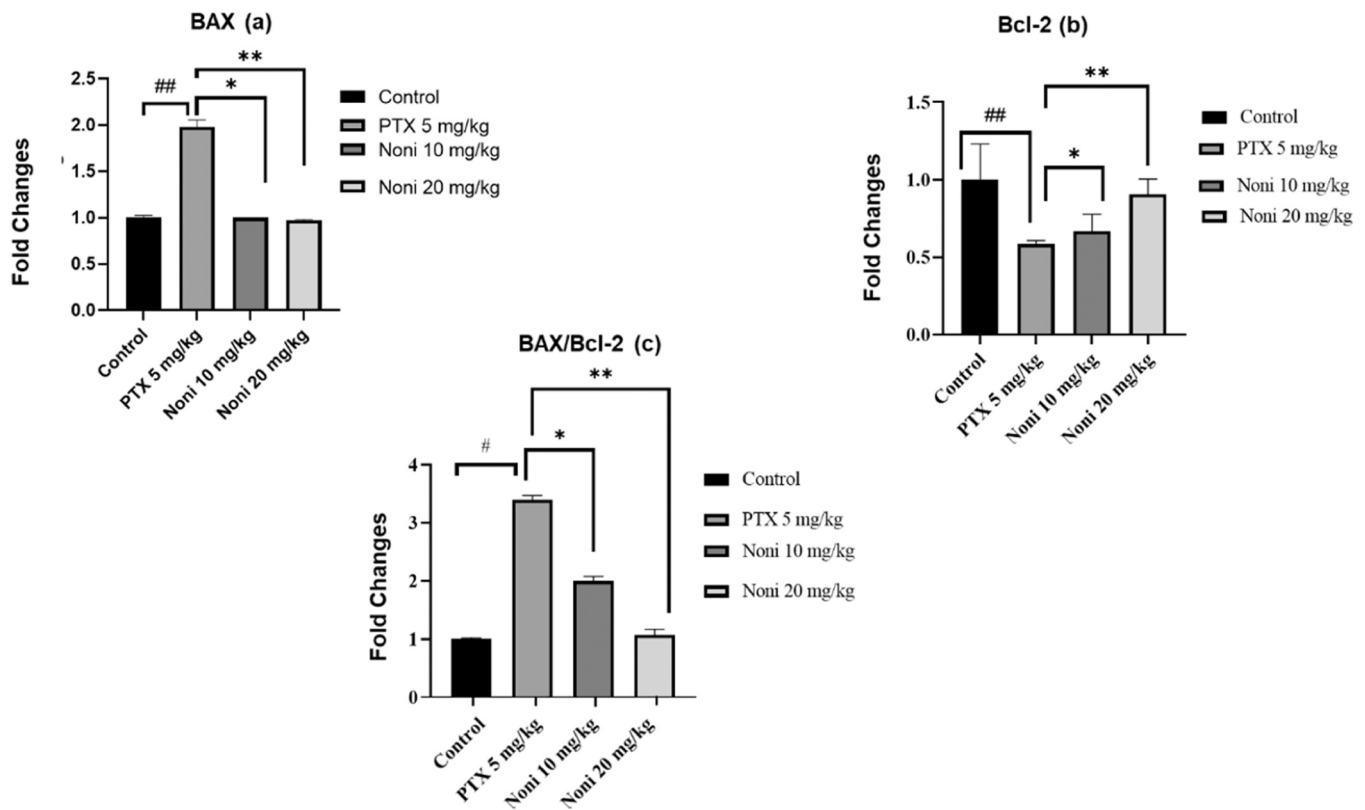 BAX (a)
##
*
**
Fold Changes
2.5
2.0
1.5
1.0
0.5
0.0
Control
PTX 5 mg/kg
Noni 10 mg/kg
Noni 20 mg/kg
Control
PTX 5 mg/kg
Noni 10 mg/kg
Noni 20 mg/kg
Bcl-2 (b)
##
*
**
Fold Changes
1.5
1.0
0.5
0.0
Control
PTX 5 mg/kg
Noni 10 mg/kg
Noni 20 mg/kg
Control
PTX 5 mg/kg
Noni 10 mg/kg
Noni 20 mg/kg
BAX/Bcl-2 (c)
#
*
**
Fold Changes
4
3
2
1
0
Control
PTX 5 mg/kg
Noni 10 mg/kg
Noni 20 mg/kg
Control
PTX 5 mg/kg
Noni 10 mg/kg
Noni 20 mg/kg